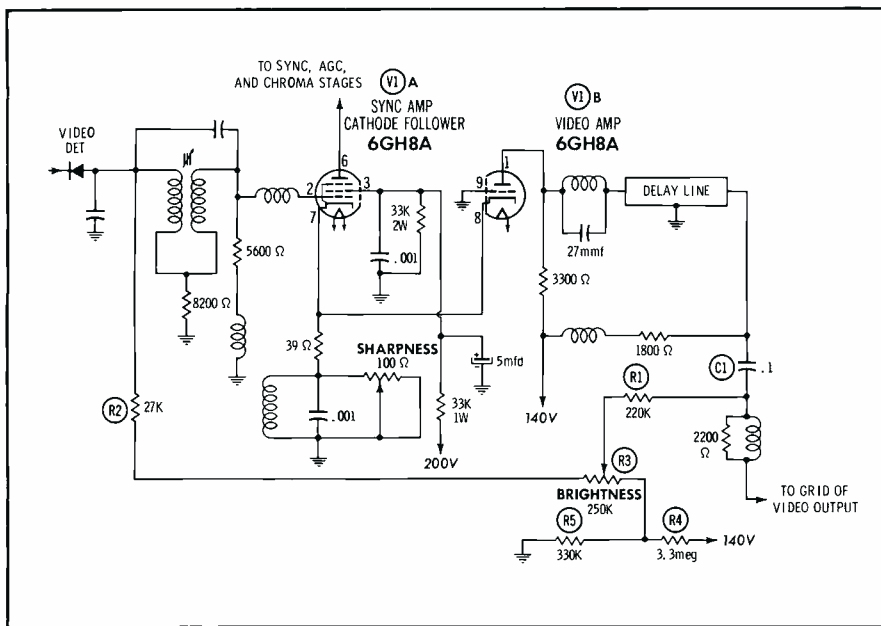 TO SYNC, AGC,
AND CHROMA STAGES
V1 A
SYNC AMP
CATHODE FOLLOWER
6GH8A
V1 B
VIDEO AMP
6GH8A
VIDEO
DET
6
2
3
7
33K
2W
.001
5600 Ω
8200 Ω
39 Ω
SHARPNESS
100 Ω
.001
5mfd
33K
1W
200V
1
9
8
DELAY LINE
27mmf
3300 Ω
1800 Ω
C1
.1
R1
220K
140V
2200
Ω
R2
27K
R3
BRIGHTNESS
250K
TO GRID OF
VIDEO OUTPUT
R5
330K
R4
3.3meg
140V